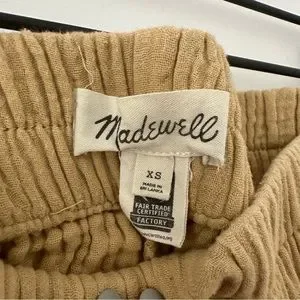 Madewell
XS
MADE IN
SRI LANKA
FAIR TRADE
CERTIFIED
FACTORY